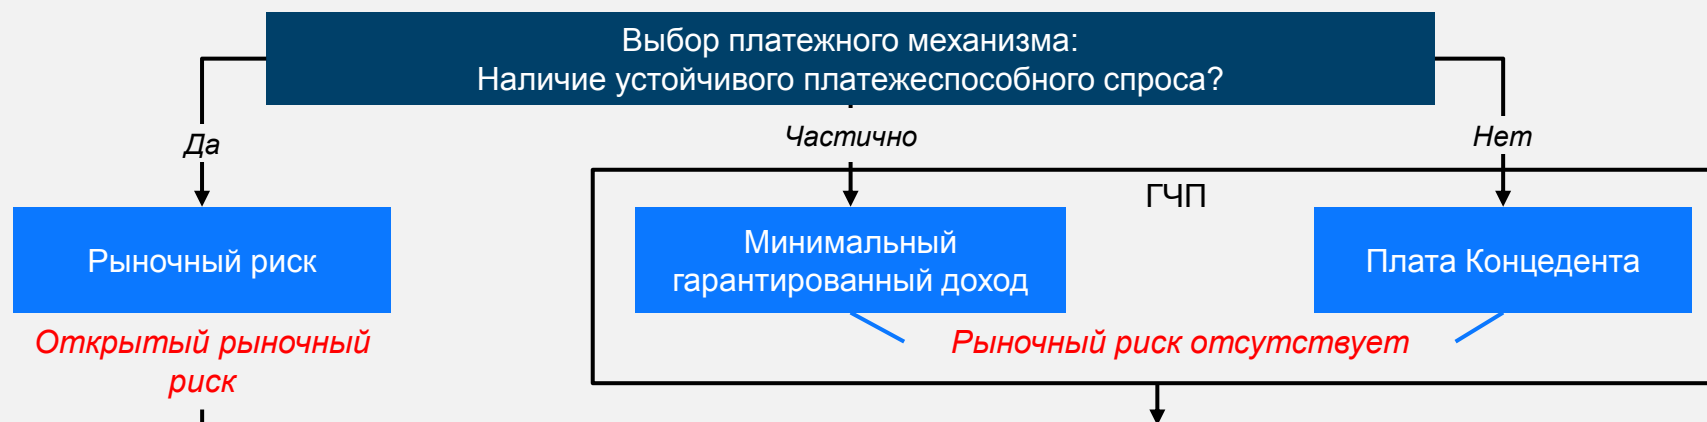 Выбор платежного механизма:
Наличие устойчивого платежеспособного спроса?
Да
Частично
Нет
ГЧП
Рыночный риск
Минимальный
гарантированный доход
Плата Концедента
Открытый рыночный
риск
Рыночный риск отсутствует